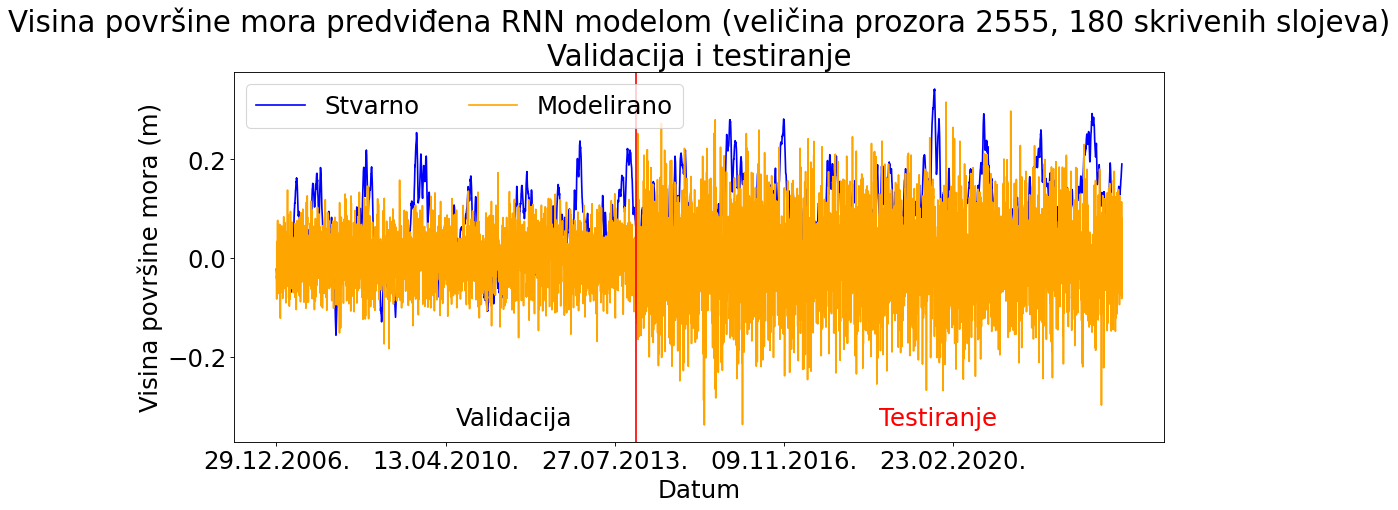 Visina površine mora predviđena RNN modelom (veličina prozora 2555, 180 skrivenih slojeva)
Validacija i testiranje
Stvarno
Modelirano
Visina površine mora (m)
0.2
0.0
−0.2
Validacija
Testiranje
29.12.2006.
13.04.2010.
27.07.2013.
09.11.2016.
23.02.2020.
Datum